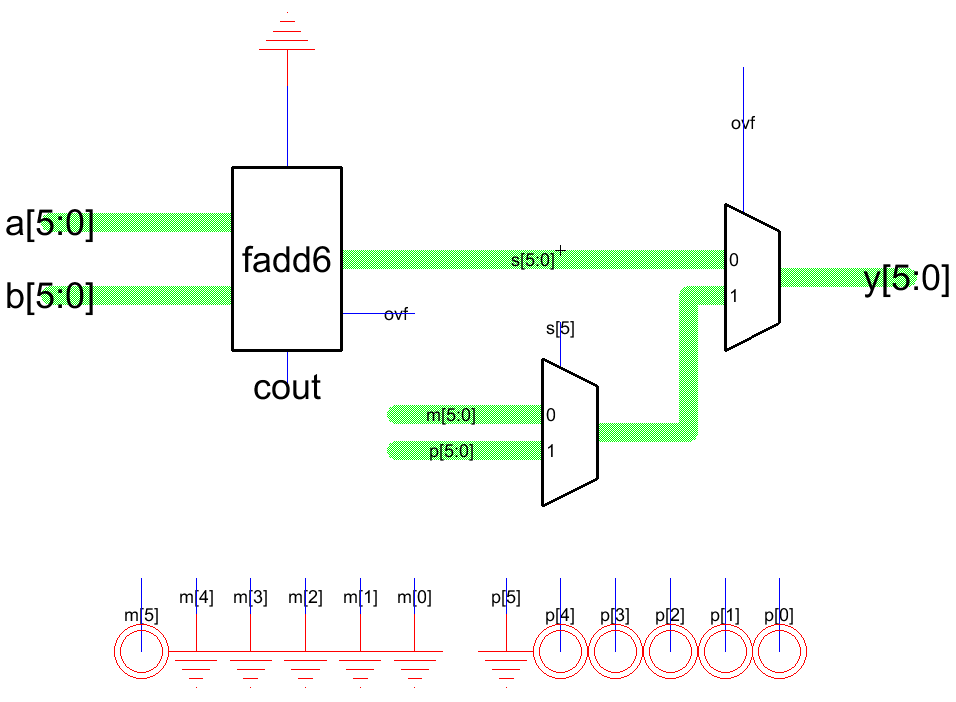 ovf
a[5:0]
fadd6
s[5:0]
0
y[5:0]
b[5:0]
1
ovf
s[5]
cout
m[5:0]
0
p[5:0]
1
m[5]
m[4]
m[3]
m[2]
m[1]
m[0]
p[5]
p[4]
p[3]
p[2]
p[1]
p[0]